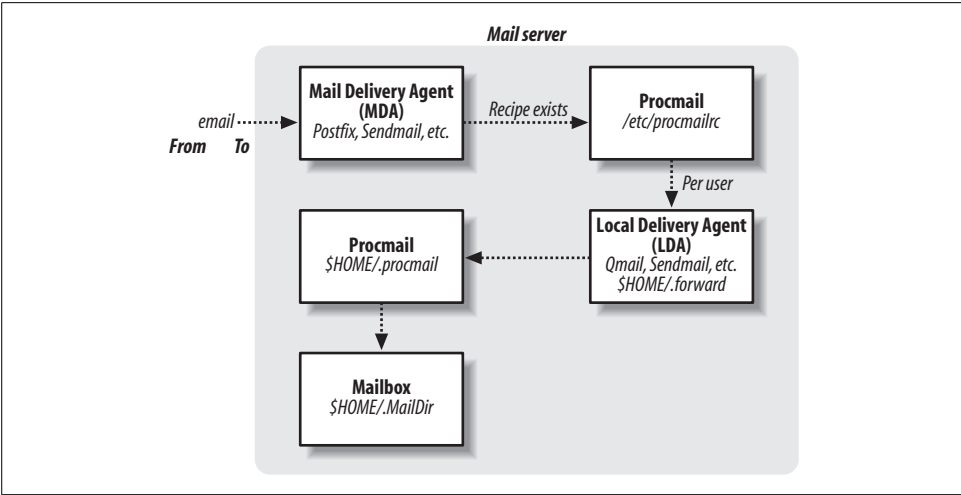 Mail server
email
From To
Mail Delivery Agent
(MDA)
Postfix, Sendmail, etc.
Recipe exists
Procmail
/etc/procmailrc
Per user
Local Delivery Agent
(LDA)
Qmail, Sendmail, etc.
$HOME/.forward
Procmail
$HOME/.procmail
Mailbox
$HOME/.MailDir